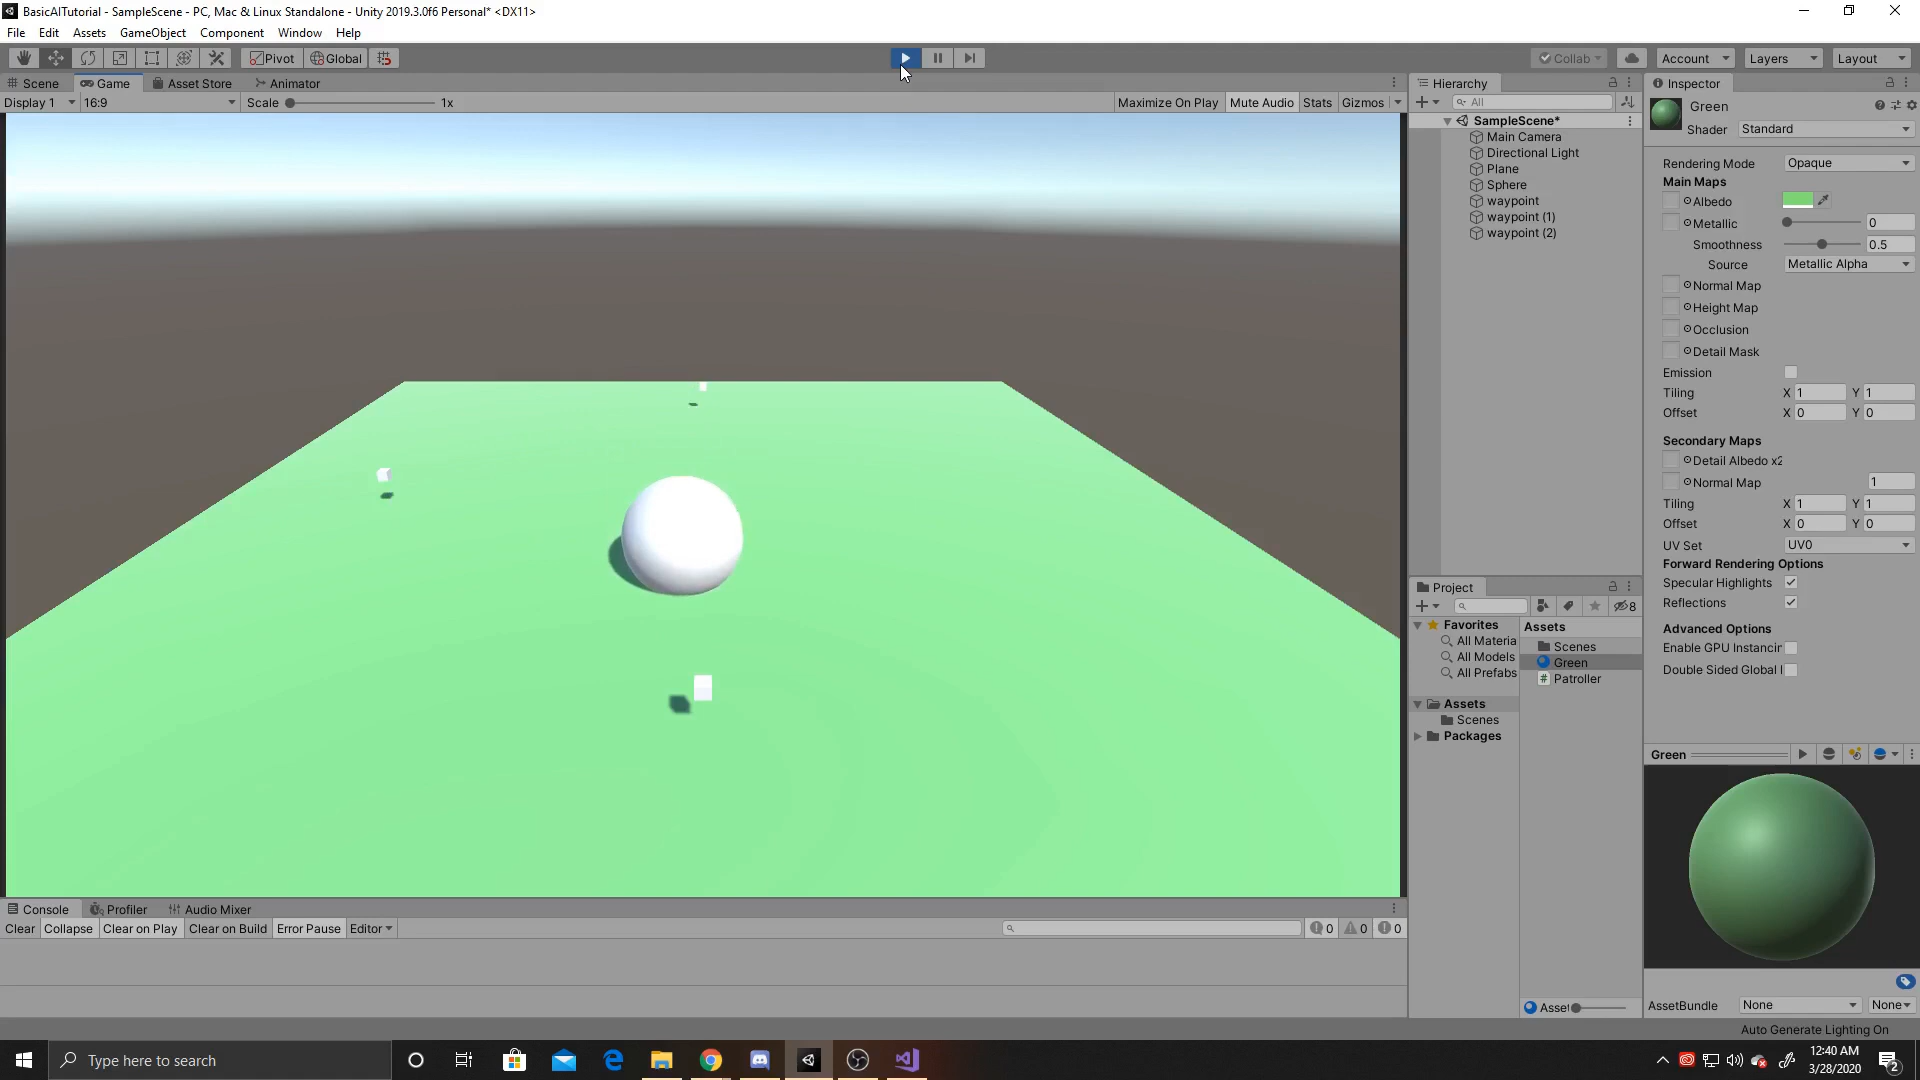 BasicAITutorial - SampleScene - PC, Mac & Linux Standalone - Unity 2019.3.0f6 Personal* <DX11>
File Edit Assets GameObject Component Window Help
Pivot Global Collab Account Layers Layout
Scene Game Asset Store Animator
Display 1 16:9 Scale 1x Maximize On Play Mute Audio Stats Gizmos
Hierarchy
All
SampleScene*
Main Camera
Directional Light
Plane
Sphere
waypoint
waypoint (1)
waypoint (2)
Project
8
Favorites
All Materia
All Models
All Prefabs
Assets
Scenes
Packages
Assets
Scenes
Green
Patroller
Asset
Inspector
Green
Shader Standard
Rendering Mode Opaque
Main Maps
Albedo
Metallic 0
Smoothness 0.5
Source Metallic Alpha
Normal Map
Height Map
Occlusion
Detail Mask
Emission
Tiling X 1 Y 1
Offset X 0 Y 0
Secondary Maps
Detail Albedo x2
Normal Map 1
Tiling X 1 Y 1
Offset X 0 Y 0
UV Set UV0
Forward Rendering Options
Specular Highlights
Reflections
Advanced Options
Enable GPU Instancin
Double Sided Global I
Green
AssetBundle None None
Auto Generate Lighting On
Console Profiler Audio Mixer
Clear Collapse Clear on Play Clear on Build Error Pause Editor 0 0 0
Type here to search
12:40 AM
3/28/2020
2